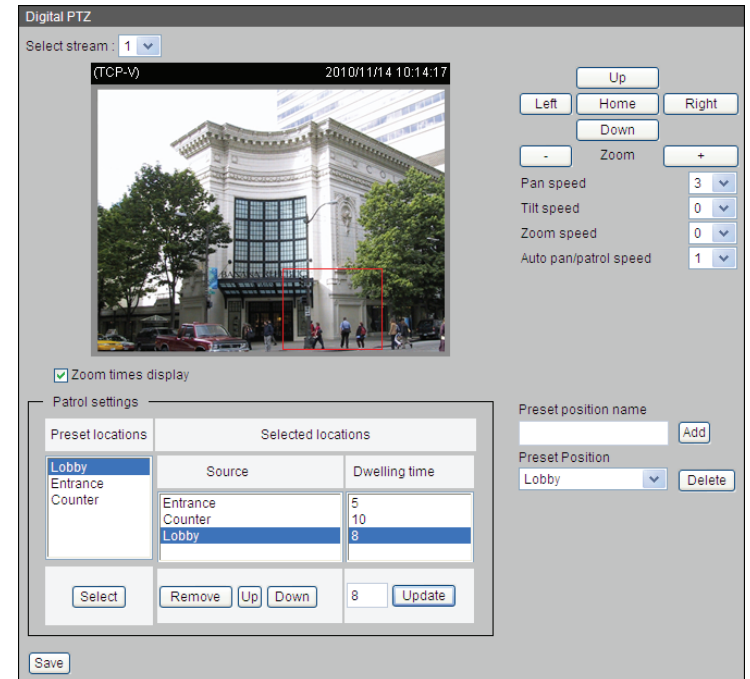 Digital PTZ
Select stream : 1
(TCP-V) 2010/11/14 10:14:17
Up
Left Home Right
Down
- Zoom +
Pan speed 3
Tilt speed 0
Zoom speed 0
Auto pan/patrol speed 1
Zoom times display
Patrol settings
Preset locations Selected locations
Lobby
Entrance
Counter
Source Dwelling time
Entrance 5
Counter 10
Lobby 8
Select Remove Up Down 8 Update
Preset position name
Add
Preset Position
Lobby Delete
Save